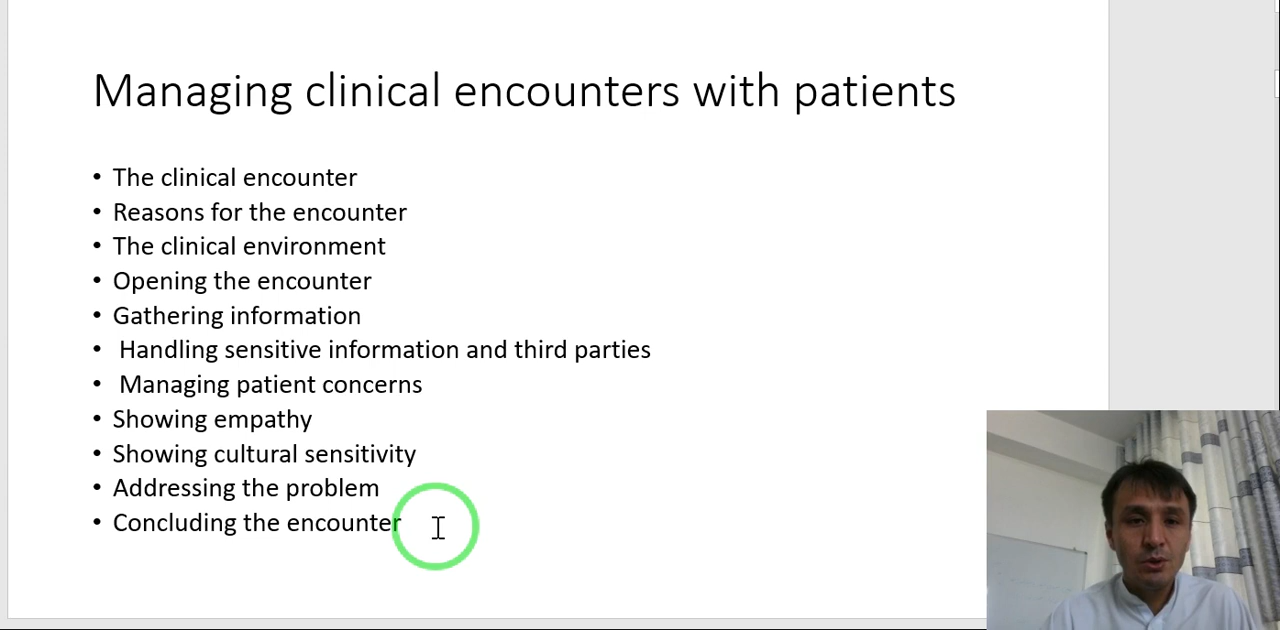 Managing clinical encounters with patients
• The clinical encounter
• Reasons for the encounter
• The clinical environment
• Opening the encounter
• Gathering information
• Handling sensitive information and third parties
• Managing patient concerns
• Showing empathy
• Showing cultural sensitivity
• Addressing the problem
• Concluding the encounter